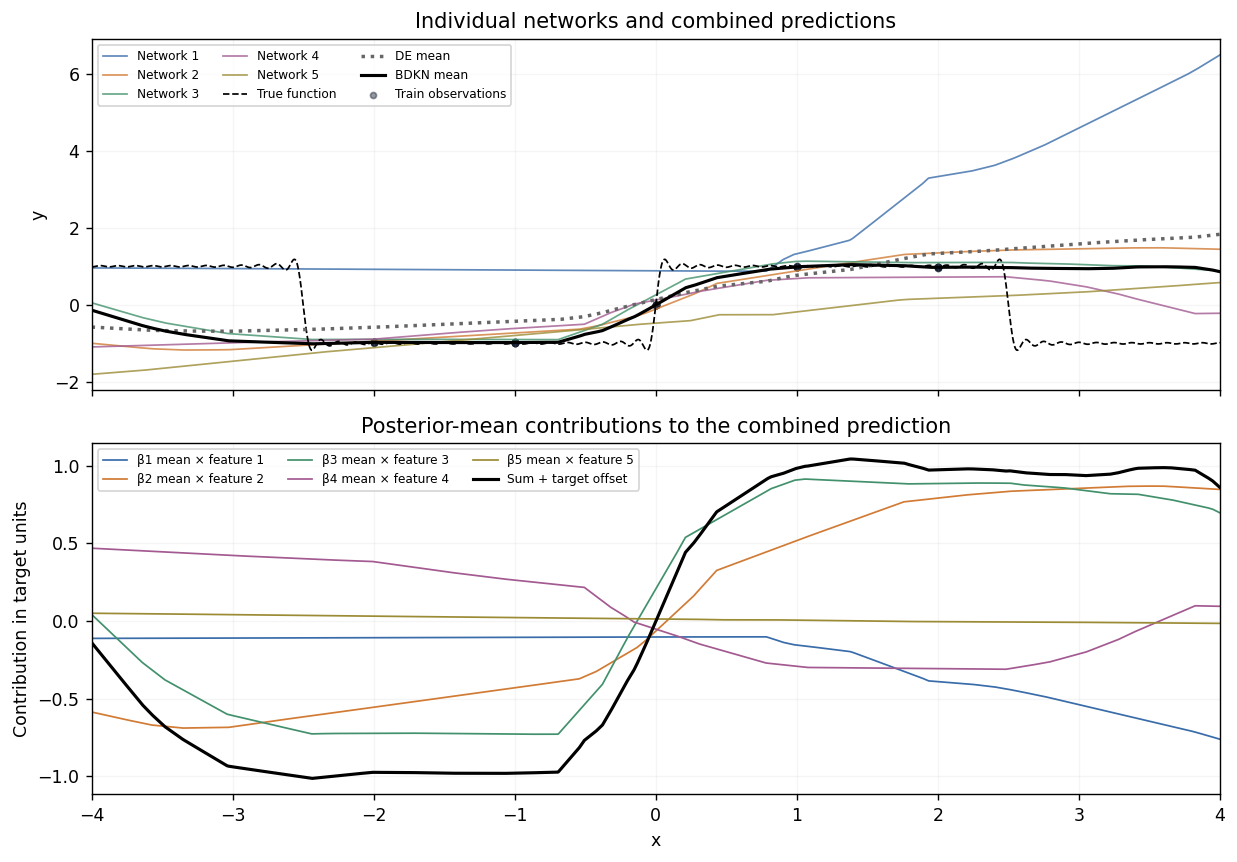 Individual networks and combined predictions
Network 1
Network 2
Network 3
Network 4
Network 5
True function
DE mean
BDKN mean
Train observations
y
6
4
2
0
−2
Posterior-mean contributions to the combined prediction
β1 mean × feature 1
β2 mean × feature 2
β3 mean × feature 3
β4 mean × feature 4
β5 mean × feature 5
Sum + target offset
Contribution in target units
1.0
0.5
0.0
−0.5
−1.0
−4 −3 −2 −1 0 1 2 3 4
x